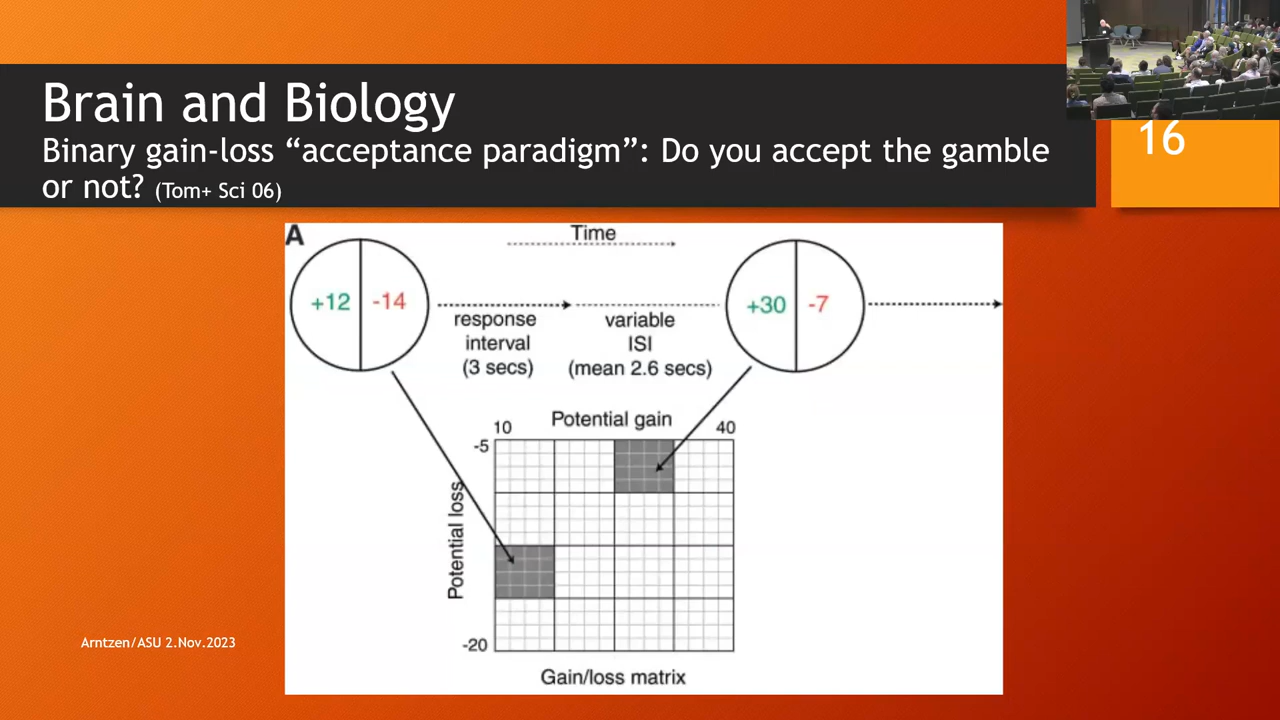 Brain and Biology
Binary gain-loss “acceptance paradigm”: Do you accept the gamble
or not? (Tom+ Sci 06)
16
A
Time
+12
-14
+30
-7
response
interval
(3 secs)
variable
ISI
(mean 2.6 secs)
Potential gain
10
40
-5
Potential loss
-20
Gain/loss matrix
Arntzen/ASU 2.Nov.2023